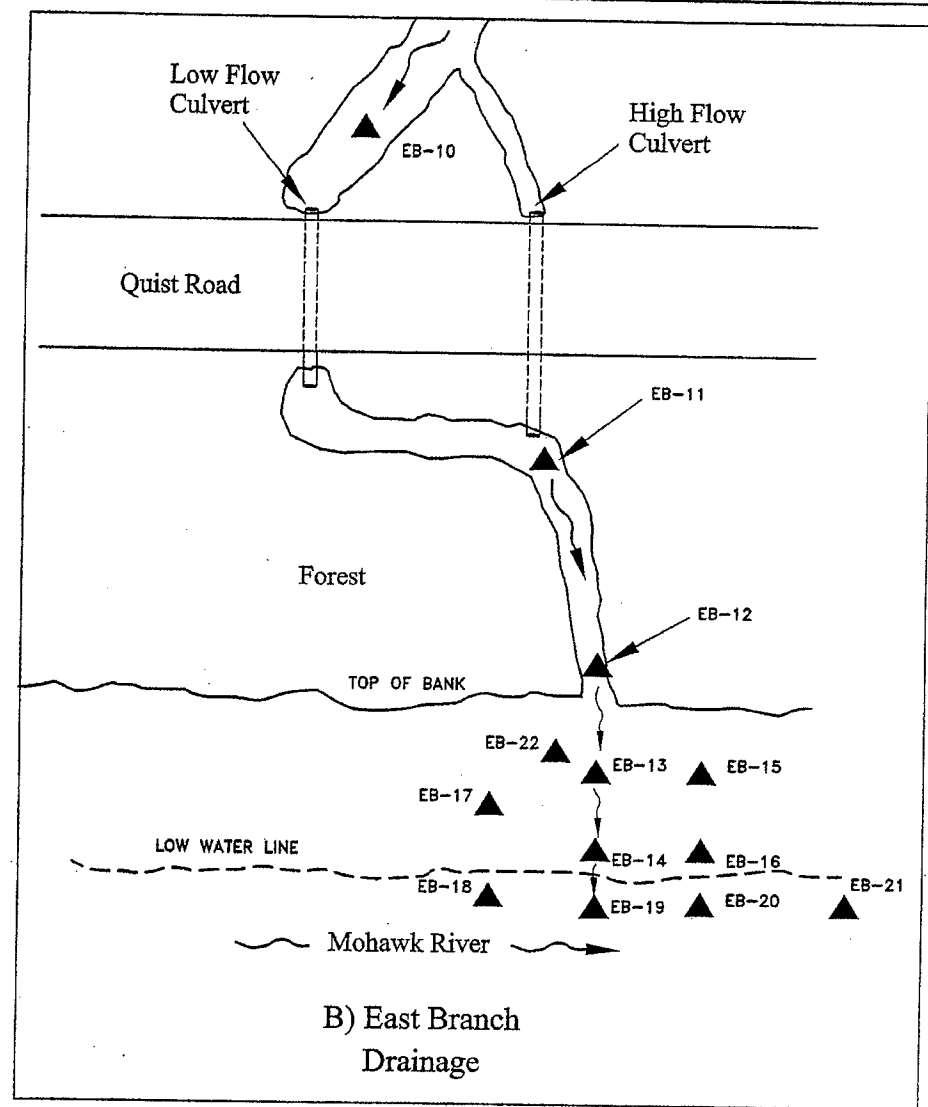 Low Flow
Culvert
High Flow
Culvert
EB-10
Quist Road
EB-11
Forest
EB-12
TOP OF BANK
EB-22
EB-13
EB-15
EB-17
LOW WATER LINE
EB-14
EB-16
EB-18
EB-19
EB-20
EB-21
Mohawk River
B) East Branch
Drainage